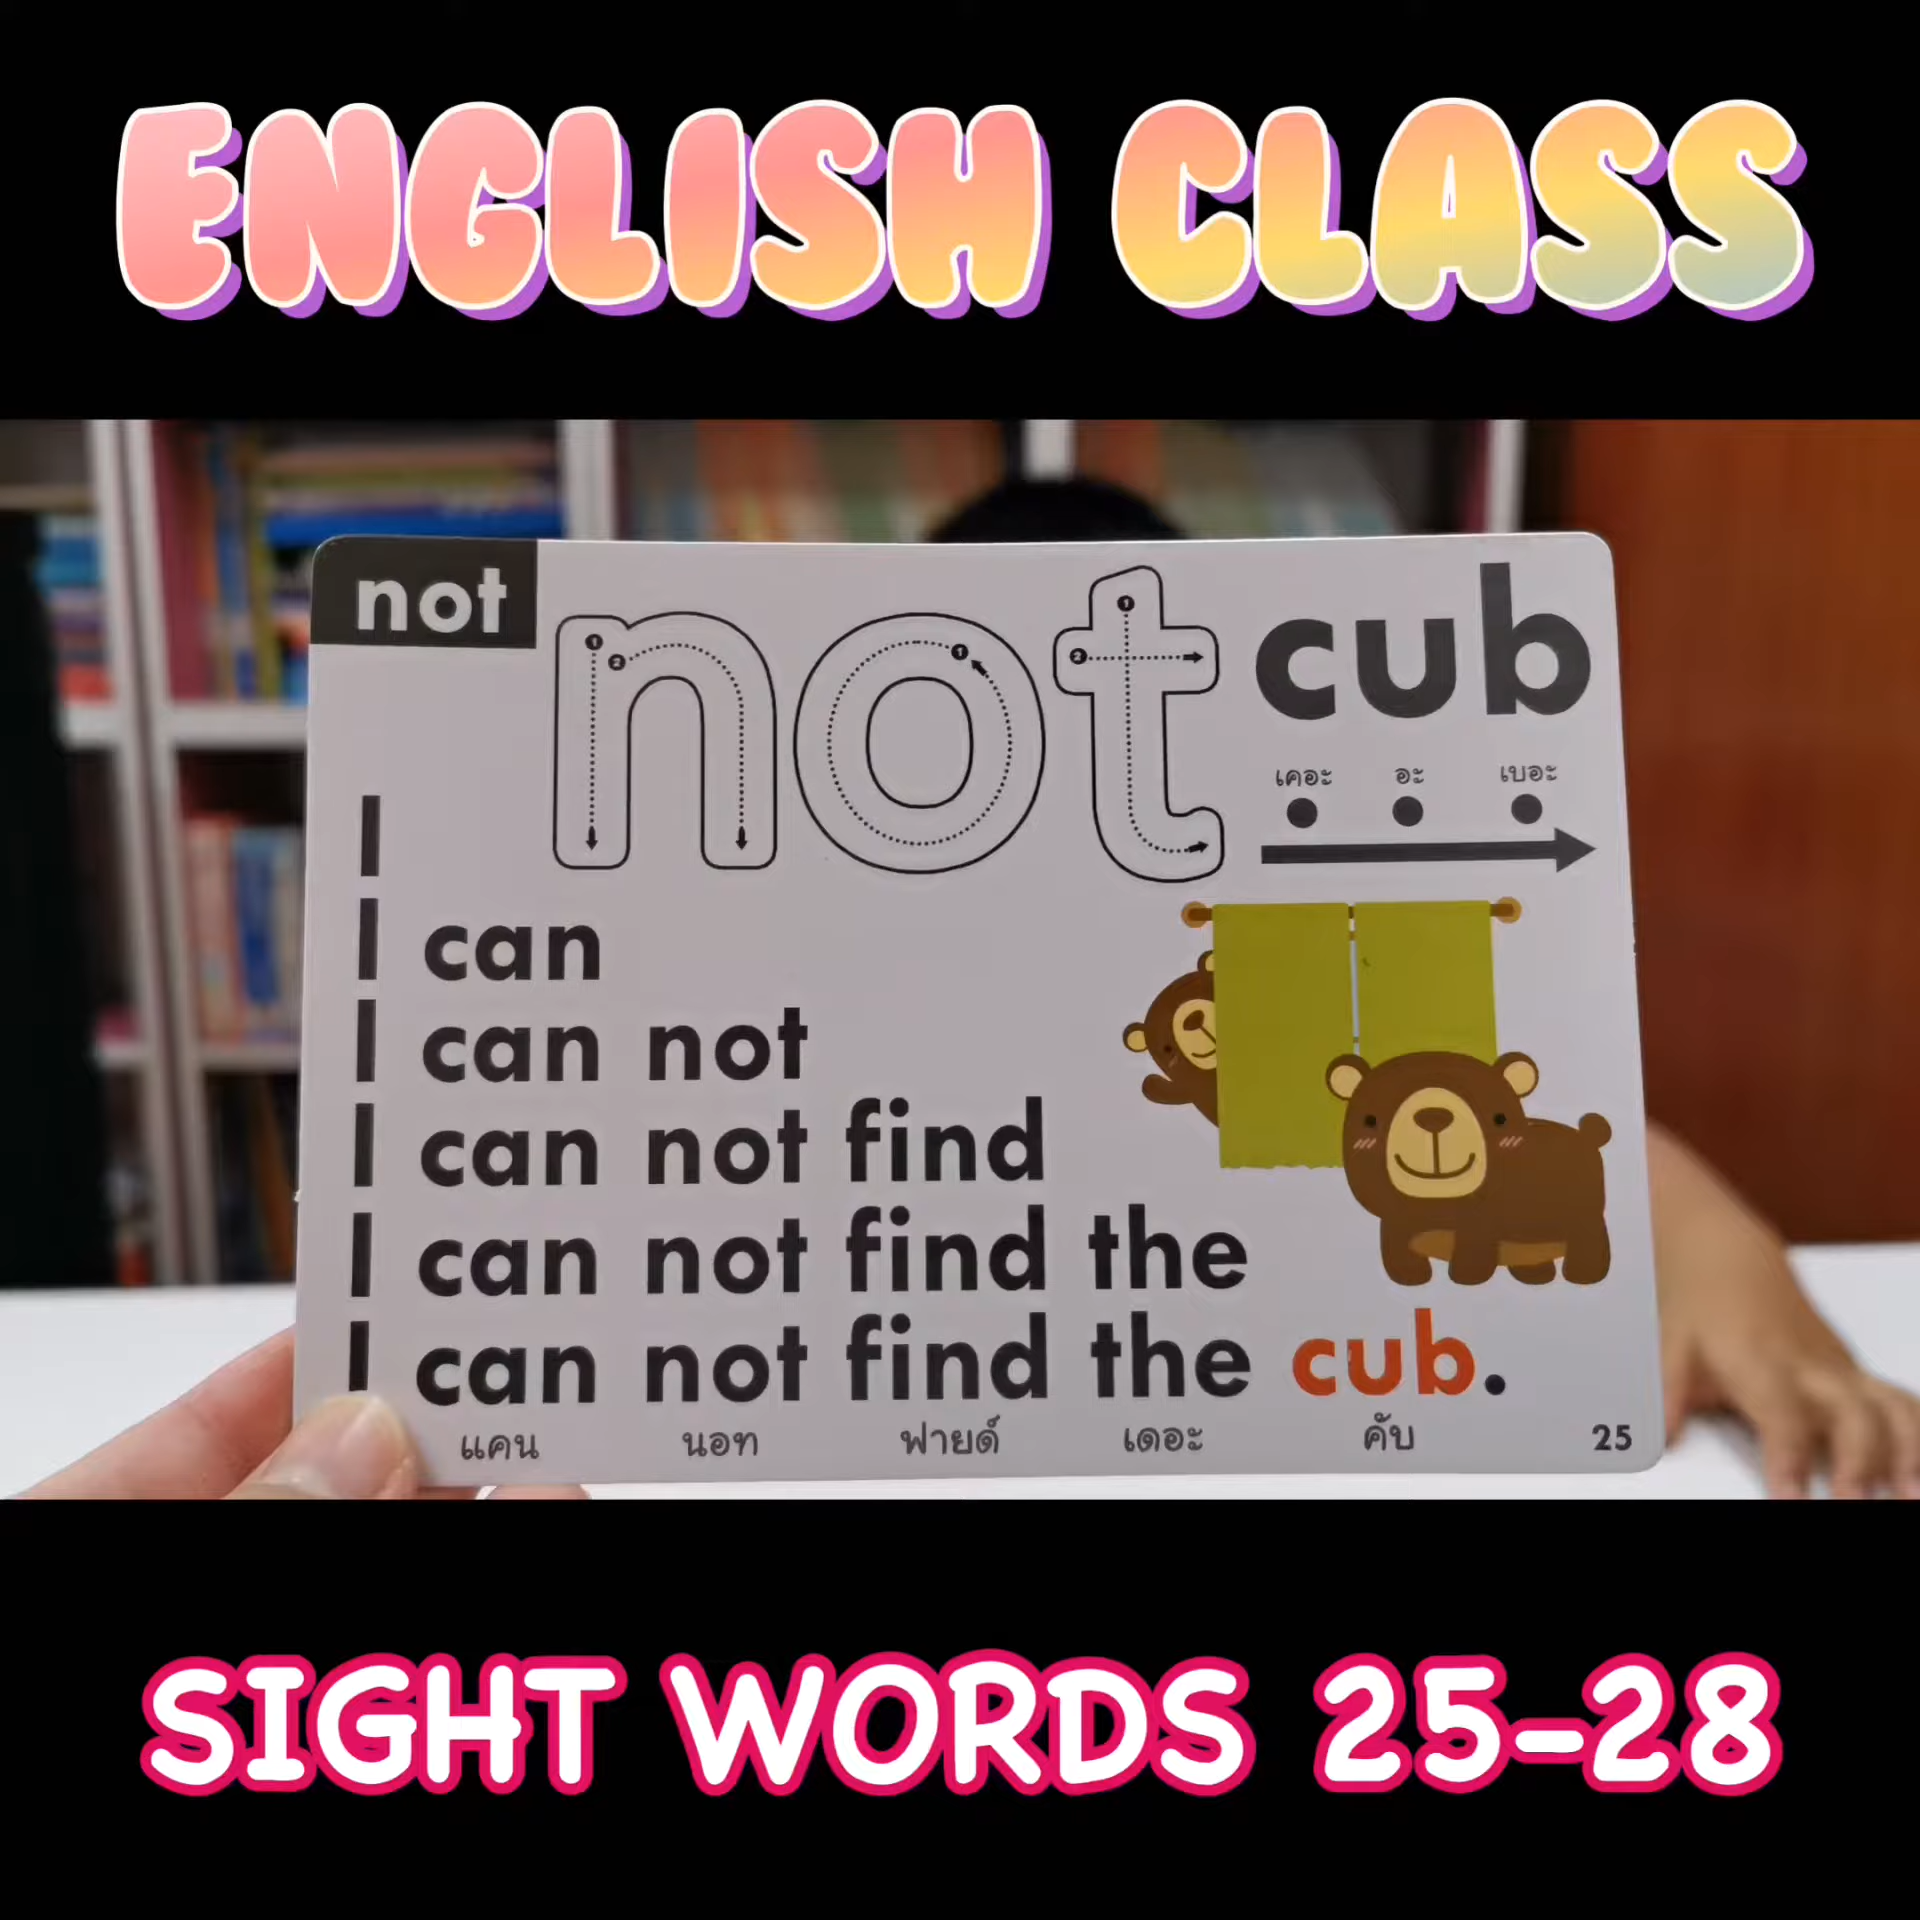 ENGLISH CLASS
not
not
cub
เคอะ อะ เบอะ
I
I can
I can not
I can not find
I can not find the
I can not find the cub.
แคน นอท ฟายด์ เดอะ คับ
25
SIGHT WORDS 25-28